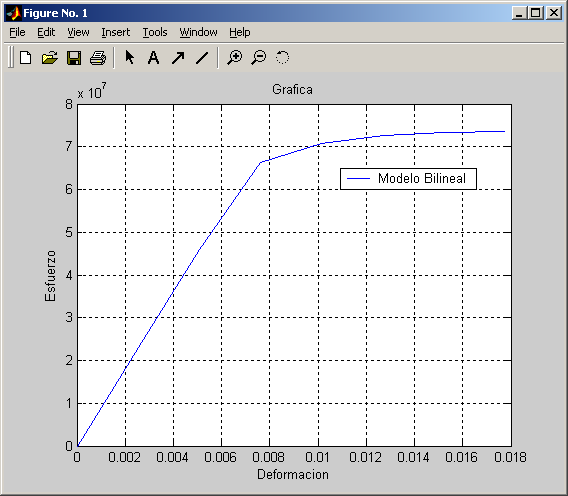 Figure No. 1
File Edit View Insert Tools Window Help
x 10^7
Grafica
8
7
Modelo Bilineal
6
5
Esfuerzo
4
3
2
1
0
0 0.002 0.004 0.006 0.008 0.01 0.012 0.014 0.016 0.018
Deformacion